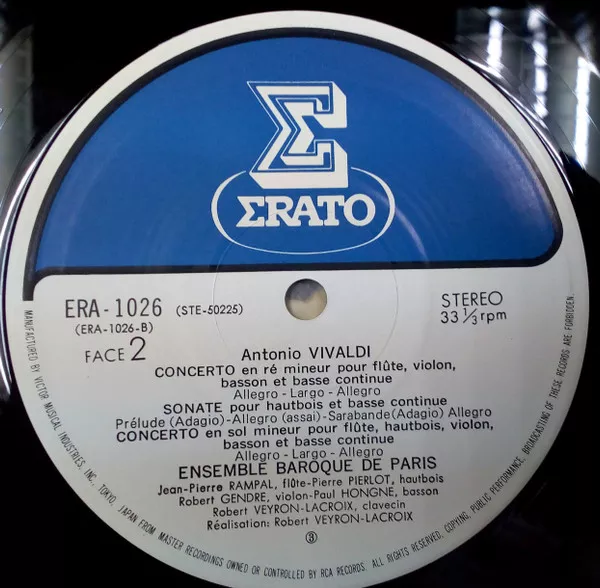 Σ
ΣRATO
ERA-1026 (STE-50225)
(ERA-1026-B)
FACE 2
STEREO
33 1/3 rpm
Antonio VIVALDI
CONCERTO en ré mineur pour flûte, violon,
basson et basse continue
Allegro - Largo - Allegro
SONATE pour hautbois et basse continue
Prélude (Adagio)-Allegro (assai)-Sarabande(Adagio) Allegro
CONCERTO en sol mineur pour flûte, hautbois, violon,
basson et basse continue
Allegro - Largo - Allegro
ENSEMBLE BAROQUE DE PARIS
Jean-Pierre RAMPAL, flûte-Pierre PIERLOT, hautbois
Robert GENDRE, violon-Paul HONGNE, basson
Robert VEYRON-LACROIX, clavecin
Réalisation: Robert VEYRON-LACROIX
③
MANUFACTURED BY VICTOR MUSICAL INDUSTRIES, INC., TOKYO, JAPAN FROM MASTER RECORDINGS OWNED OR CONTROLLED BY RCA RECORDS. ALL RIGHTS RESERVED, COPYING, PUBLIC PERFORMANCE, BROADCASTING OF THESE RECORDS ARE FORBIDDEN.